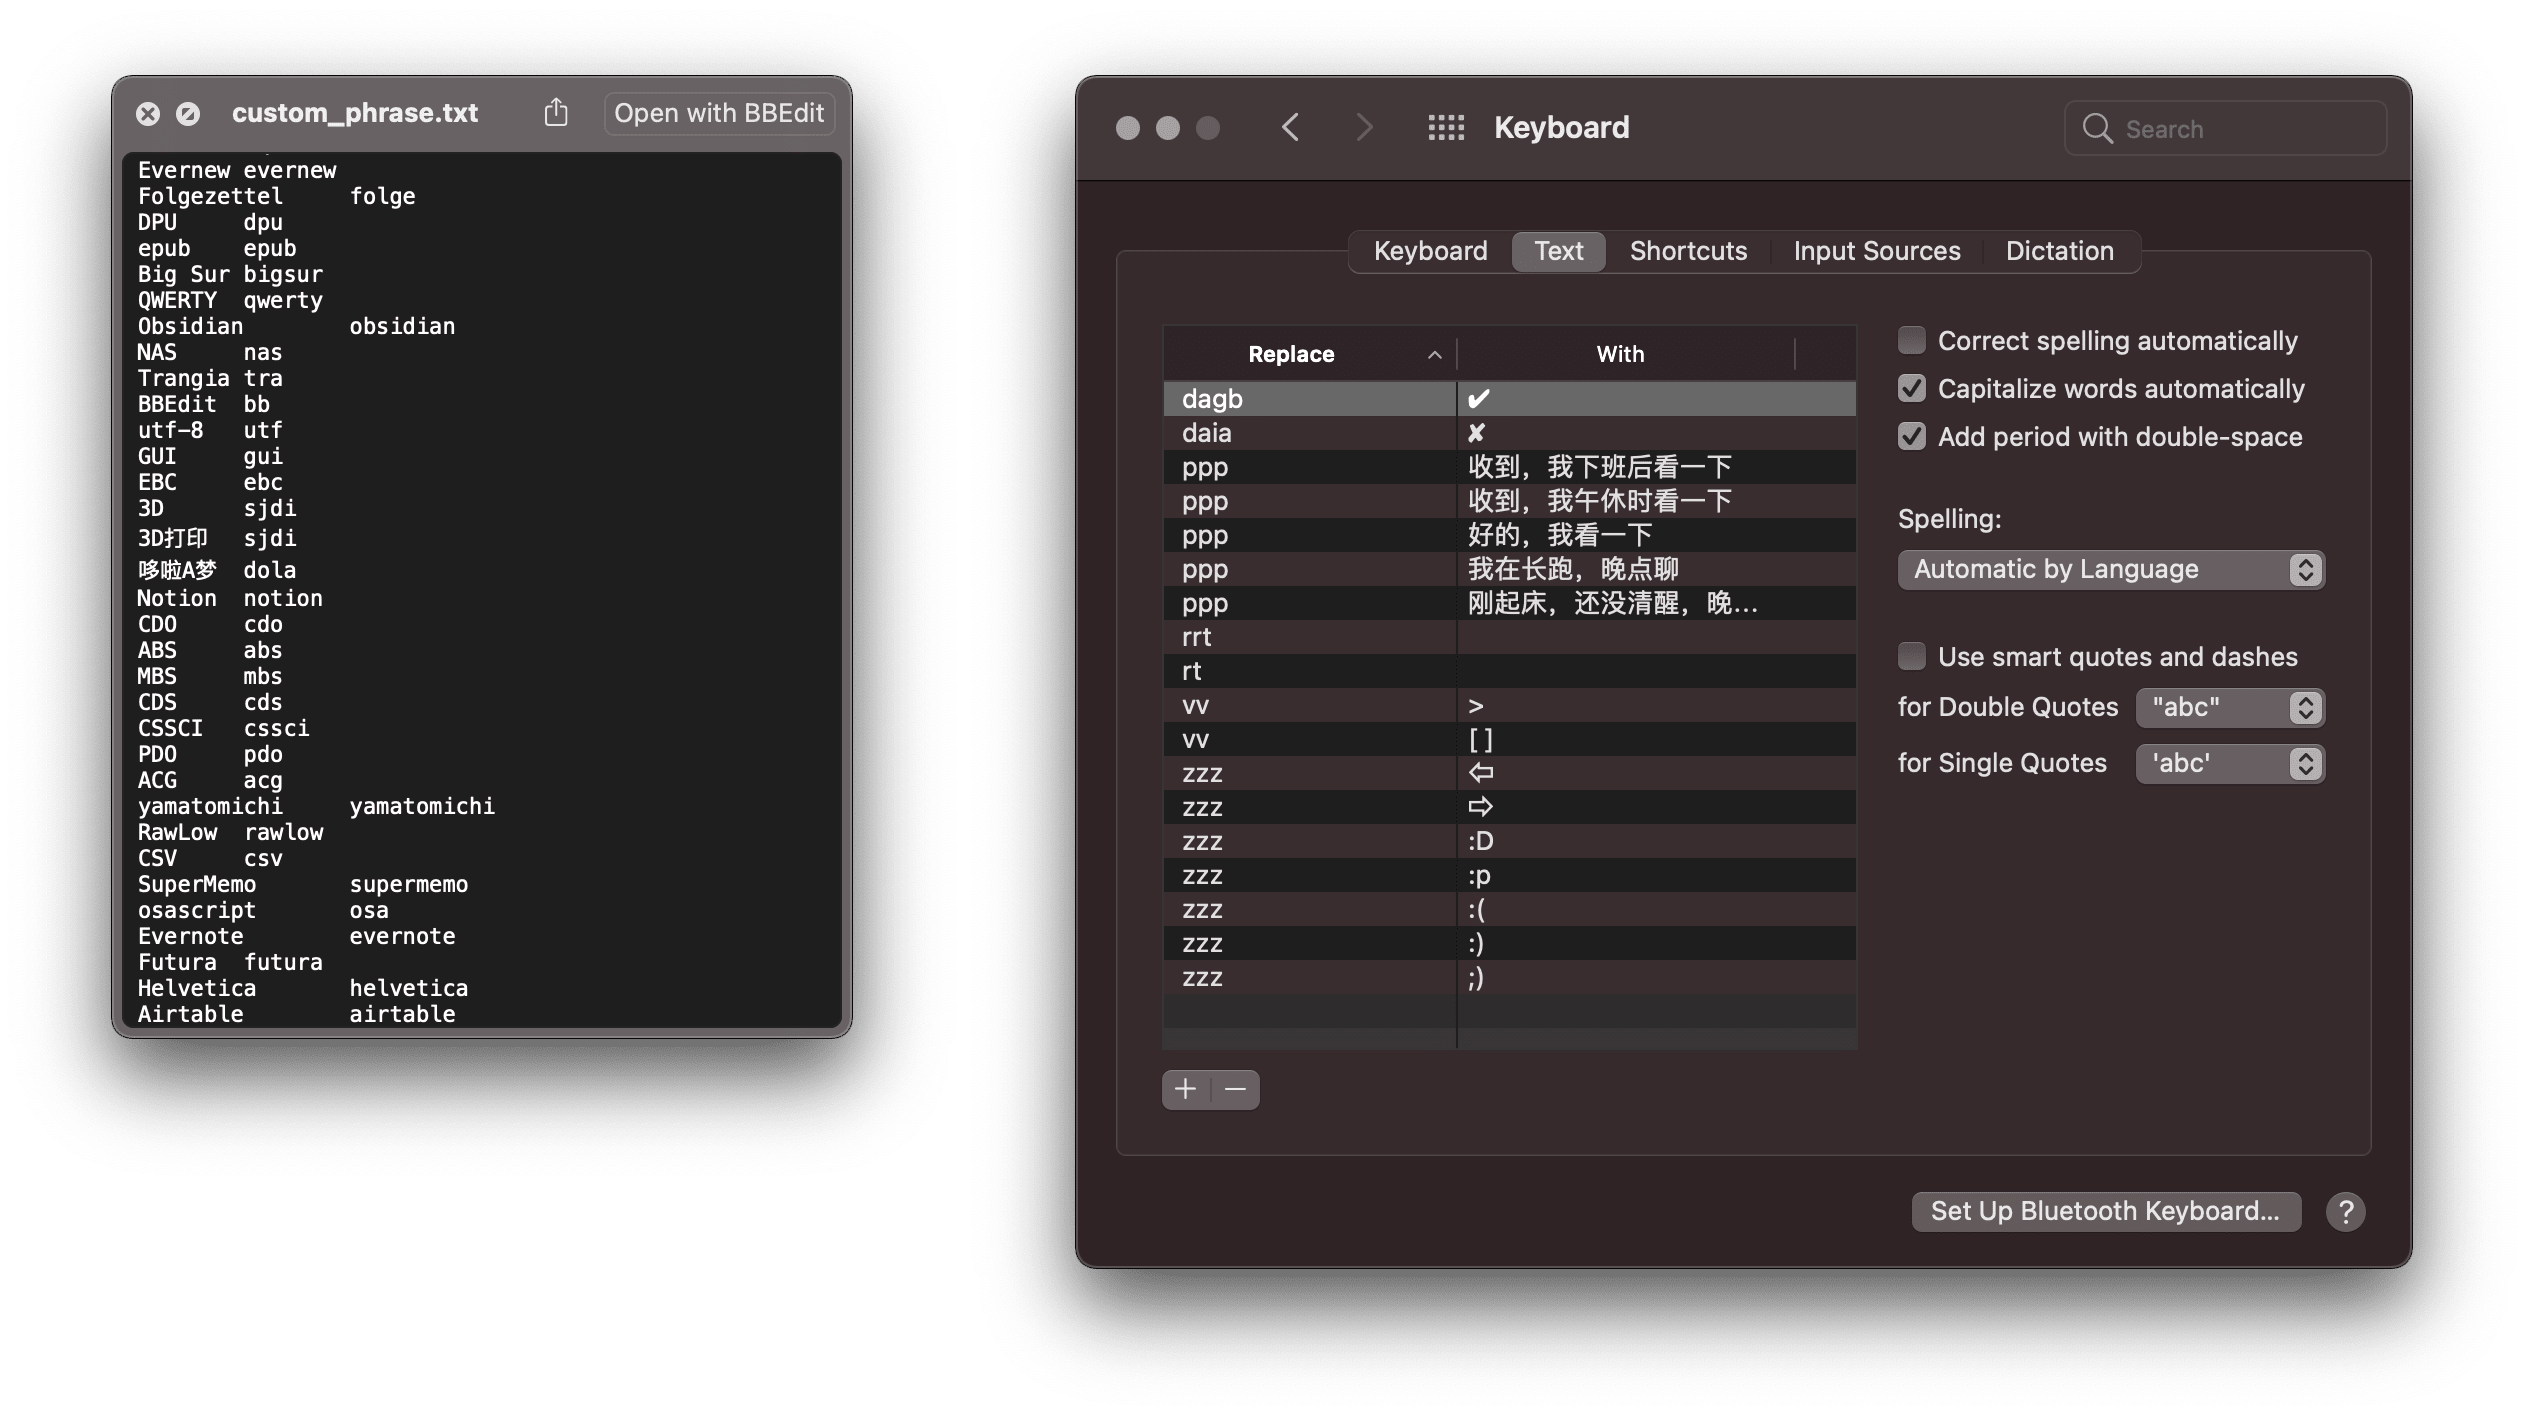 custom_phrase.txt Open with BBEdit
Evernew evernew
Folgezettel folge
DPU dpu
epub epub
Big Sur bigsur
QWERTY qwerty
Obsidian obsidian
NAS nas
Trangia tra
BBEdit bb
utf-8 utf
GUI gui
EBC ebc
3D sjdi
3D打印 sjdi
哆啦A梦 dola
Notion notion
CDO cdo
ABS abs
MBS mbs
CDS cds
CSSCI cssci
PDO pdo
ACG acg
yamatomichi yamatomichi
RawLow rawlow
CSV csv
SuperMemo supermemo
osascript osa
Evernote evernote
Futura futura
Helvetica helvetica
Airtable airtable
Keyboard Search
Keyboard Text Shortcuts Input Sources Dictation
Replace With
dagb ✔
daia ✘
ppp 收到，我下班后看一下
ppp 收到，我午休时看一下
ppp 好的，我看一下
ppp 我在长跑，晚点聊
ppp 刚起床，还没清醒，晚…
rrt
rt
vv >
vv [ ]
zzz ⇦
zzz ⇨
zzz :D
zzz :p
zzz :(
zzz :)
zzz ;)
Correct spelling automatically
Capitalize words automatically
Add period with double-space
Spelling:
Automatic by Language
Use smart quotes and dashes
for Double Quotes "abc"
for Single Quotes 'abc'
Set Up Bluetooth Keyboard... ?